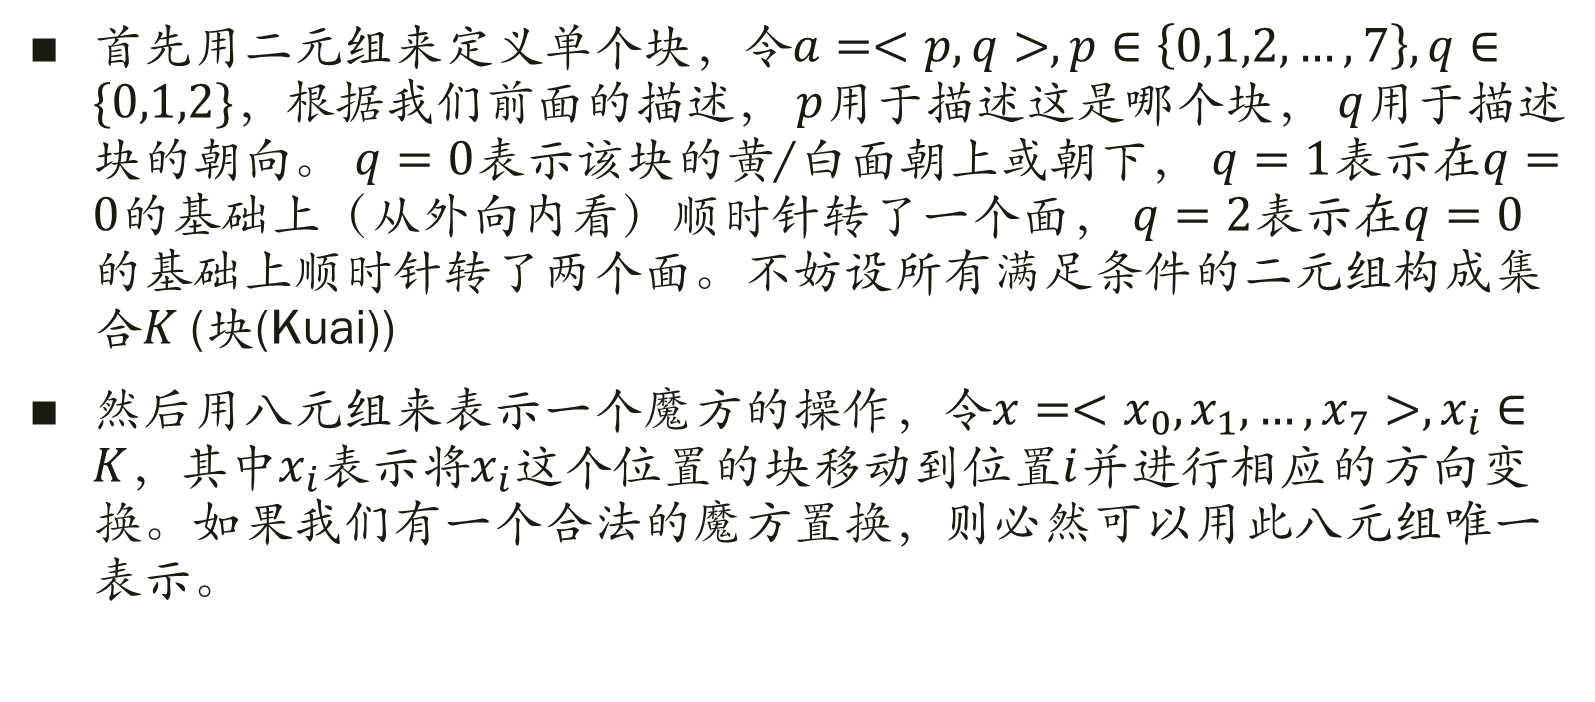 ■ 首先用二元组来定义单个块，令𝑎 =< 𝑝, 𝑞 >, 𝑝 ∈ {0,1,2, … , 7}, 𝑞 ∈
{0,1,2}，根据我们前面的描述，𝑝用于描述这是哪个块，𝑞用于描述
块的朝向。𝑞 = 0表示该块的黄/白面朝上或朝下，𝑞 = 1表示在𝑞 =
0的基础上（从外向内看）顺时针转了一个面，𝑞 = 2表示在𝑞 = 0
的基础上顺时针转了两个面。不妨设所有满足条件的二元组构成集
合𝐾 (块(Kuai))
■ 然后用八元组来表示一个魔方的操作，令𝑥 =< 𝑥₀, 𝑥₁, … , 𝑥₇ >, 𝑥ᵢ ∈
𝐾，其中𝑥ᵢ表示将𝑥ᵢ这个位置的块移动到位置𝑖并进行相应的方向变
换。如果我们有一个合法的魔方置换，则必然可以用此八元组唯一
表示。